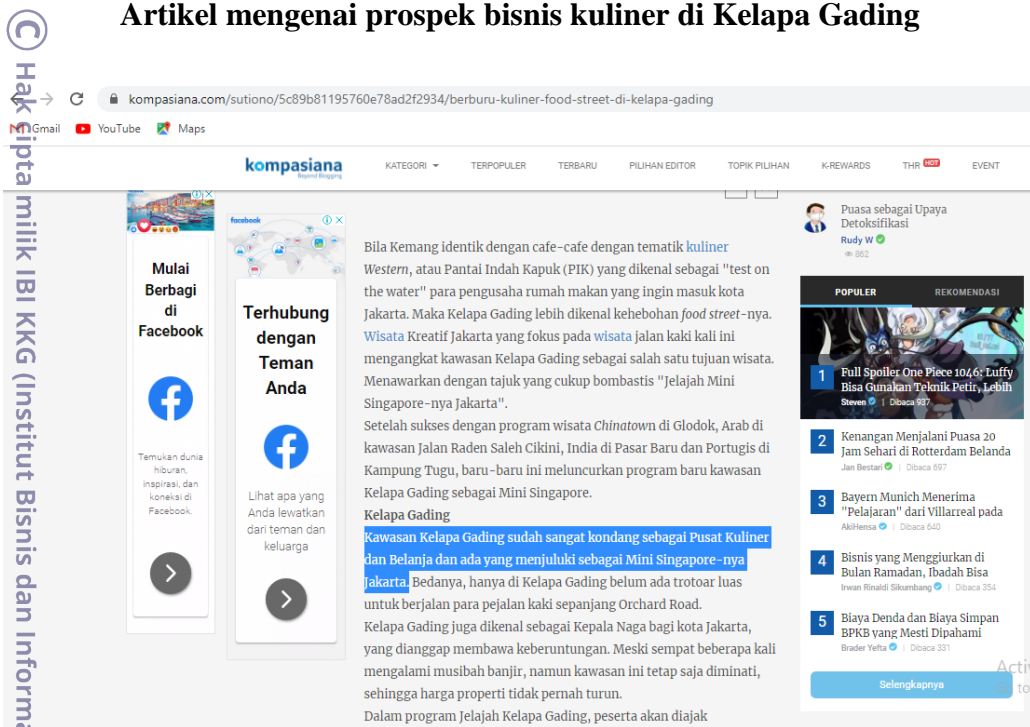 Artikel mengenai prospek bisnis kuliner di Kelapa Gading
© Hak cipta milik IBI KKG (Institut Bisnis dan Informa
kompasiana.com/sutiono/5c89b81195760e78ad2f2934/berburu-kuliner-food-street-di-kelapa-gading
Gmail YouTube Maps
kompasiana
Beyond Blogging
KATEGORI TERPOPULER TERBARU PILIHAN EDITOR TOPIK PILIHAN K-REWARDS THR HOT EVENT
Mulai
Berbagi
di
Facebook
Temukan dunia
hiburan,
inspirasi, dan
koneksi di
Facebook.
facebook
Terhubung
dengan
Teman
Anda
Lihat apa yang
Anda lewatkan
dari teman dan
keluarga
Bila Kemang identik dengan cafe-cafe dengan tematik kuliner
Western, atau Pantai Indah Kapuk (PIK) yang dikenal sebagai "test on
the water" para pengusaha rumah makan yang ingin masuk kota
Jakarta. Maka Kelapa Gading lebih dikenal kehebohan food street-nya.
Wisata Kreatif Jakarta yang fokus pada wisata jalan kaki kali ini
mengangkat kawasan Kelapa Gading sebagai salah satu tujuan wisata.
Menawarkan dengan tajuk yang cukup bombastis "Jelajah Mini
Singapore-nya Jakarta".
Setelah sukses dengan program wisata Chinatown di Glodok, Arab di
kawasan Jalan Raden Saleh Cikini, India di Pasar Baru dan Portugis di
Kampung Tugu, baru-baru ini meluncurkan program baru kawasan
Kelapa Gading sebagai Mini Singapore.
Kelapa Gading
Kawasan Kelapa Gading sudah sangat kondang sebagai Pusat Kuliner
dan Belanja dan ada yang menjuluki sebagai Mini Singapore-nya
Jakarta. Bedanya, hanya di Kelapa Gading belum ada trotoar luas
untuk berjalan para pejalan kaki sepanjang Orchard Road.
Kelapa Gading juga dikenal sebagai Kepala Naga bagi kota Jakarta,
yang dianggap membawa keberuntungan. Meski sempat beberapa kali
mengalami musibah banjir, namun kawasan ini tetap saja diminati,
sehingga harga properti tidak pernah turun.
Dalam program Jelajah Kelapa Gading, peserta akan diajak
Puasa sebagai Upaya
Detoksifikasi
Rudy W
862
POPULER REKOMENDASI
1 Full Spoiler One Piece 1046: Luffy
Bisa Gunakan Teknik Petir, Lebih
Steven | Dibaca 937
2 Kenangan Menjalani Puasa 20
Jam Sehari di Rotterdam Belanda
Jan Bestari | Dibaca 697
3 Bayern Munich Menerima
"Pelajaran" dari Villarreal pada
AkiHensa | Dibaca 640
4 Bisnis yang Menggiurkan di
Bulan Ramadan, Ibadah Bisa
Irwan Rinaldi Sikumbang | Dibaca 354
5 Biaya Denda dan Biaya Simpan
BPKB yang Mesti Dipahami
Brader Yefta | Dibaca 331
Selengkapnya
Activ
to